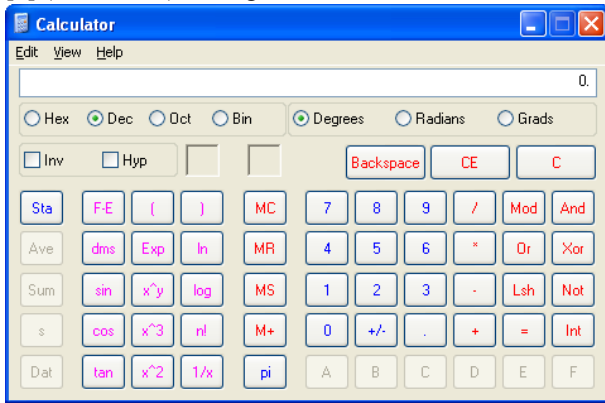 Calculator
Edit View Help
0.
Hex Dec Oct Bin Degrees Radians Grads
Inv Hyp Backspace CE C
Sta F-E ( ) MC 7 8 9 / Mod And
Ave dms Exp ln MR 4 5 6 * Or Xor
Sum sin x^y log MS 1 2 3 - Lsh Not
s cos x^3 n! M+ 0 +/- . + = Int
Dat tan x^2 1/x pi A B C D E F